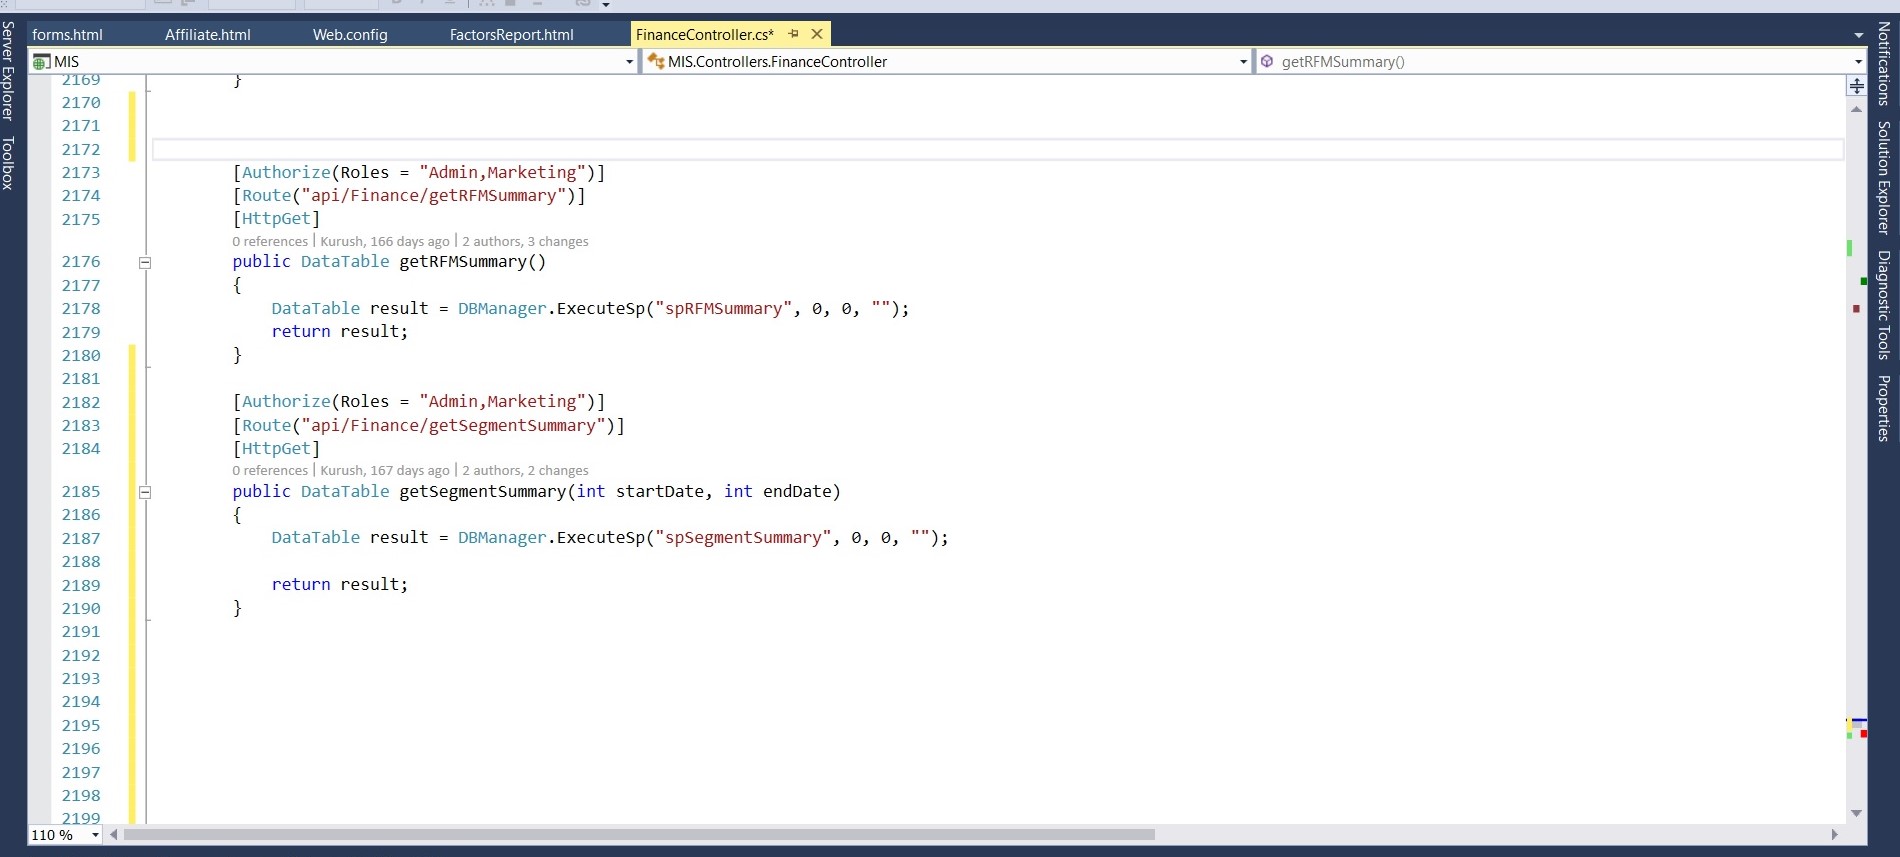 forms.html Affiliate.html Web.config FactorsReport.html FinanceController.cs*
MIS MIS.Controllers.FinanceController getRFMSummary()
2169 }
2170
2171
2172
2173 [Authorize(Roles = "Admin,Marketing")]
2174 [Route("api/Finance/getRFMSummary")]
2175 [HttpGet]
0 references | Kurush, 166 days ago | 2 authors, 3 changes
2176 public DataTable getRFMSummary()
2177 {
2178 DataTable result = DBManager.ExecuteSp("spRFMSummary", 0, 0, "");
2179 return result;
2180 }
2181
2182 [Authorize(Roles = "Admin,Marketing")]
2183 [Route("api/Finance/getSegmentSummary")]
2184 [HttpGet]
0 references | Kurush, 167 days ago | 2 authors, 2 changes
2185 public DataTable getSegmentSummary(int startDate, int endDate)
2186 {
2187 DataTable result = DBManager.ExecuteSp("spSegmentSummary", 0, 0, "");
2188
2189 return result;
2190 }
2191
2192
2193
2194
2195
2196
2197
2198
2199
110 %
Server Explorer
Toolbox
Notifications
Solution Explorer
Diagnostic Tools
Properties